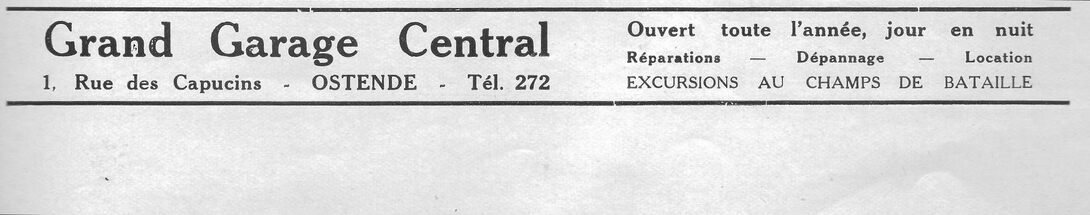 Grand Garage Central
1, Rue des Capucins - OSTENDE - Tél. 272
Ouvert toute l'année, jour en nuit
Réparations — Dépannage — Location
EXCURSIONS AU CHAMPS DE BATAILLE